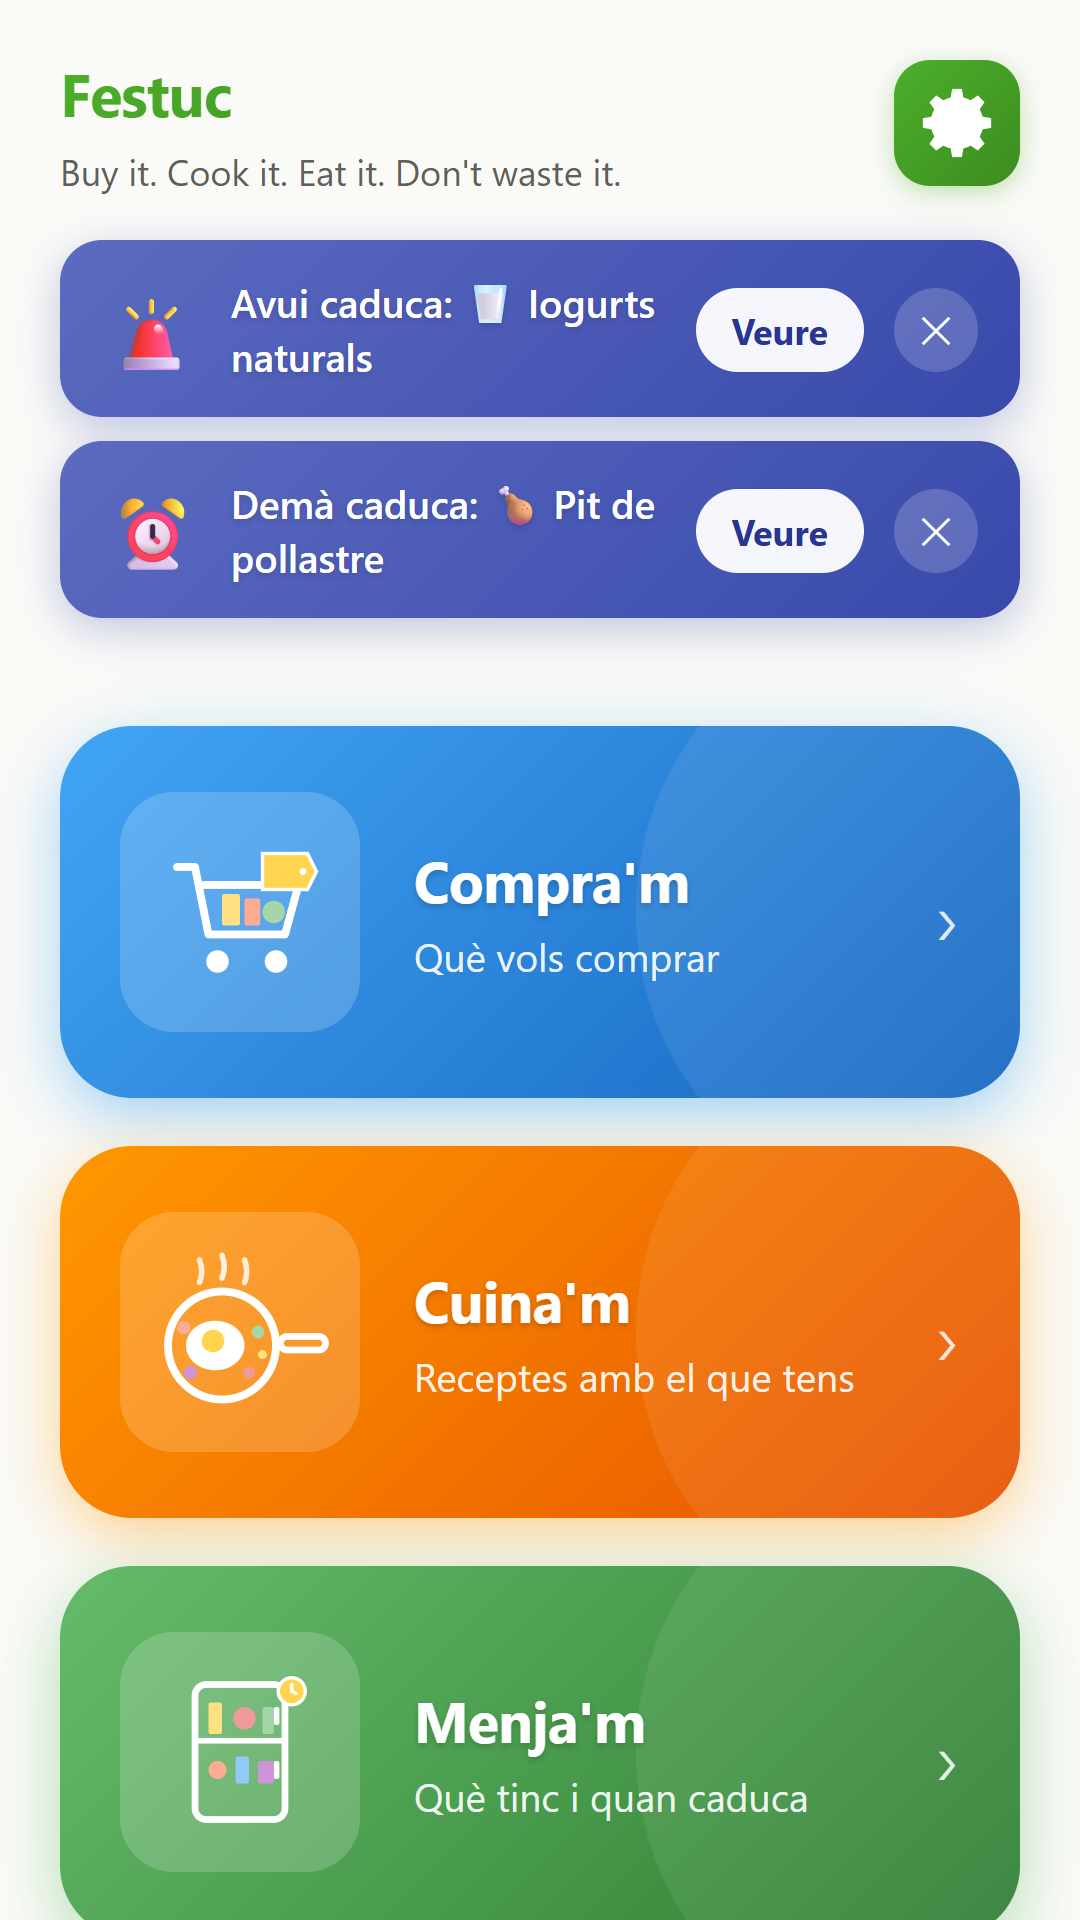 Festuc
Buy it. Cook it. Eat it. Don't waste it.
Avui caduca: Iogurts
naturals
Veure
Demà caduca: Pit de
pollastre
Veure
Compra'm
Què vols comprar
Cuina'm
Receptes amb el que tens
Menja'm
Què tinc i quan caduca